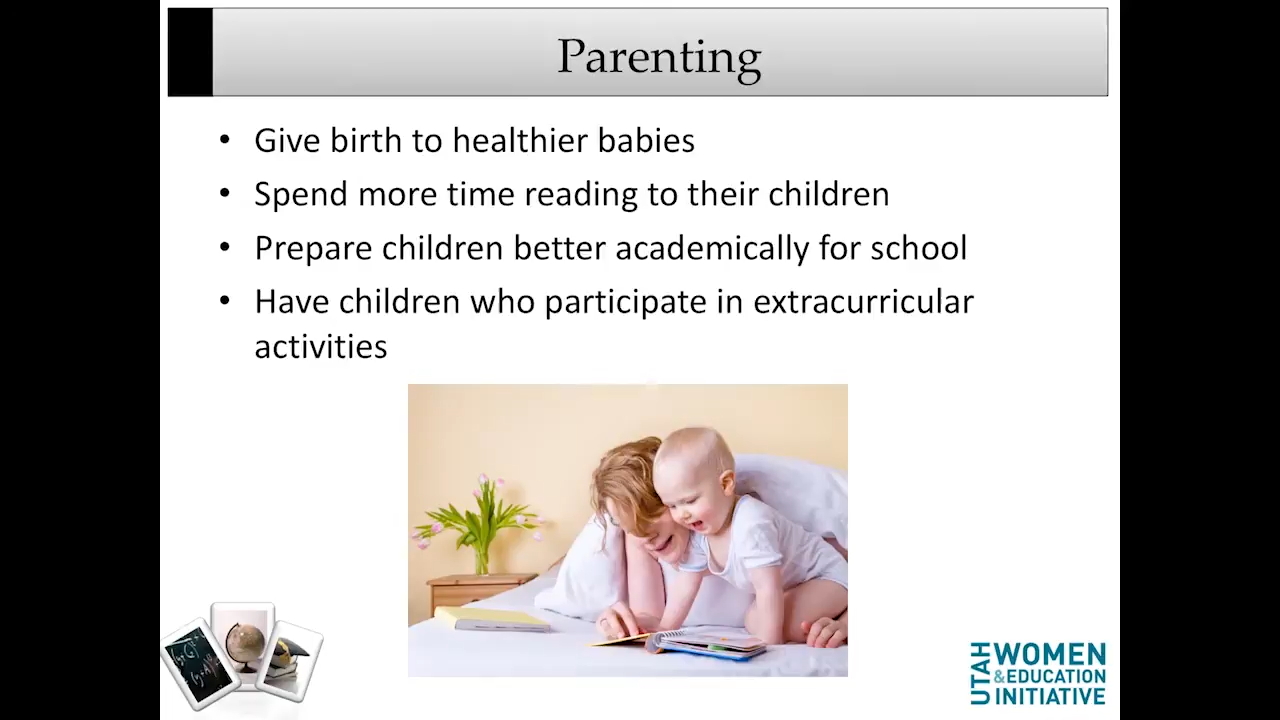 Parenting
• Give birth to healthier babies
• Spend more time reading to their children
• Prepare children better academically for school
• Have children who participate in extracurricular
activities
UTAH
WOMEN
& EDUCATION
INITIATIVE